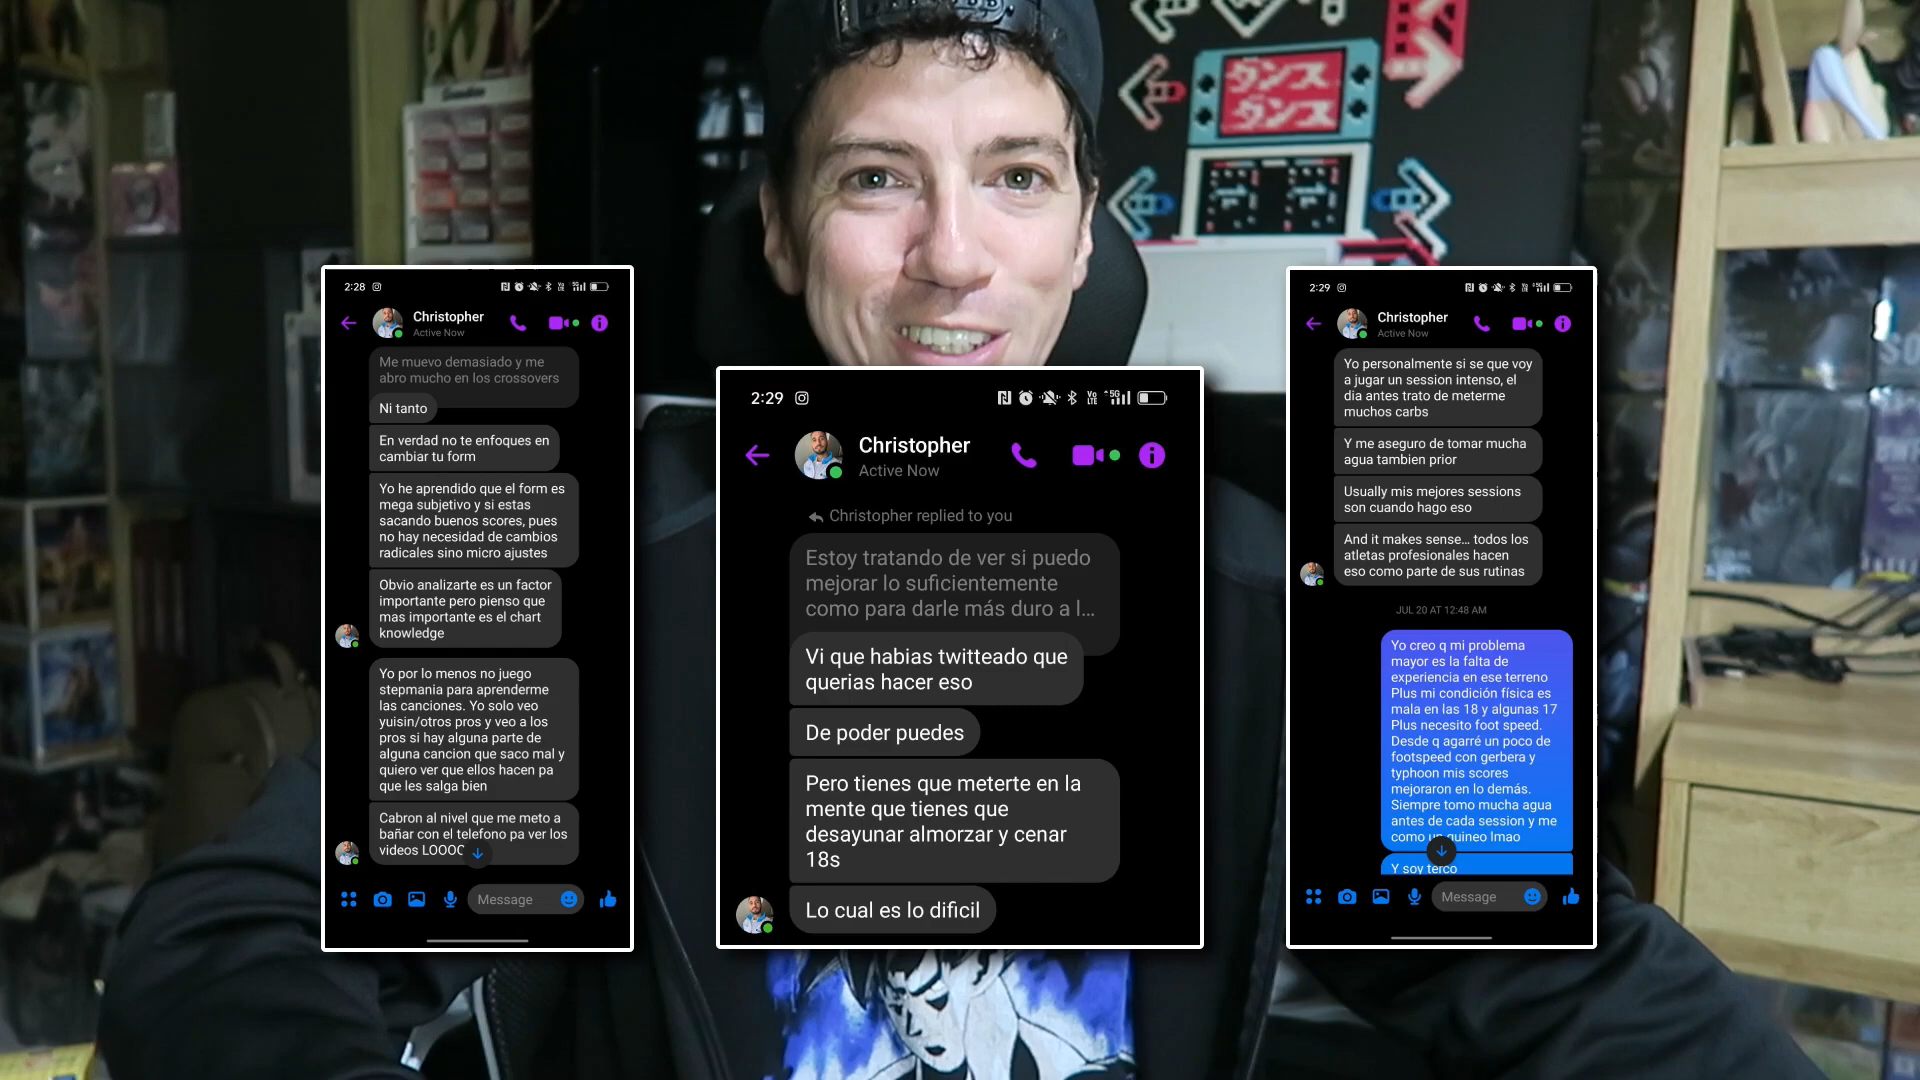 ダンス
ダンス
2:28
Christopher
Active Now
Me muevo demasiado y me
abro mucho en los crossovers
Ni tanto
En verdad no te enfoques en
cambiar tu form
Yo he aprendido que el form es
mega subjetivo y si estas
sacando buenos scores, pues
no hay necesidad de cambios
radicales sino micro ajustes
Obvio analizarte es un factor
importante pero pienso que
mas importante es el chart
knowledge
Yo por lo menos no juego
stepmania para aprenderme
las canciones. Yo solo veo
yuisin/otros pros y veo a los
pros si hay alguna parte de
alguna cancion que saco mal y
quiero ver que ellos hacen pa
que les salga bien
Cabron al nivel que me meto a
bañar con el telefono pa ver los
videos LOOOC
Message
2:29
Vo LTE 5G
Christopher
Active Now
Christopher replied to you
Estoy tratando de ver si puedo
mejorar lo suficientemente
como para darle más duro a l...
Vi que habias twitteado que
querias hacer eso
De poder puedes
Pero tienes que meterte en la
mente que tienes que
desayunar almorzar y cenar
18s
Lo cual es lo dificil
2:29
Christopher
Active Now
Yo personalmente si se que voy
a jugar un session intenso, el
dia antes trato de meterme
muchos carbs
Y me aseguro de tomar mucha
agua tambien prior
Usually mis mejores sessions
son cuando hago eso
And it makes sense... todos los
atletas profesionales hacen
eso como parte de sus rutinas
JUL 20 AT 12:48 AM
Yo creo q mi problema
mayor es la falta de
experiencia en ese terreno
Plus mi condición física es
mala en las 18 y algunas 17
Plus necesito foot speed.
Desde q agarré un poco de
footspeed con gerbera y
typhoon mis scores
mejoraron en lo demás.
Siempre tomo mucha agua
antes de cada session y me
como un guineo lmao
Y soy terco
Message